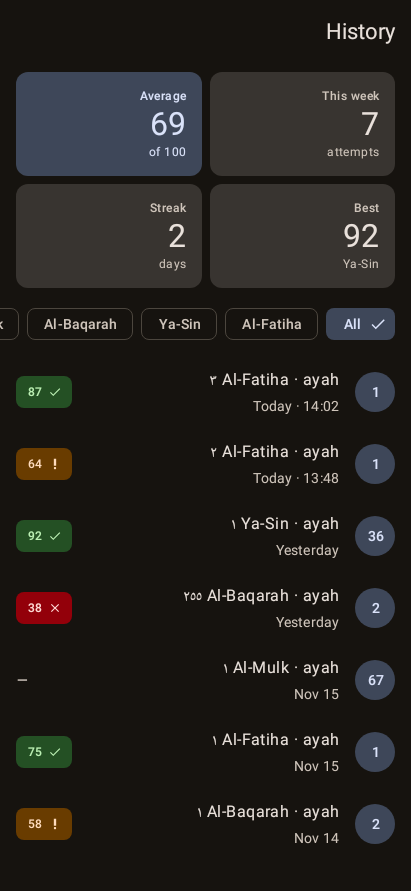 History
This week
7
attempts
Average
69
of 100
Best
92
Ya-Sin
Streak
2
days
All
Al-Fatiha
Ya-Sin
Al-Baqarah
1
Al-Fatiha · ayah ٣
Today · 14:02
87
1
Al-Fatiha · ayah ٢
Today · 13:48
64 !
36
Ya-Sin · ayah ١
Yesterday
92
2
Al-Baqarah · ayah ٢٥٥
Yesterday
38
67
Al-Mulk · ayah ١
Nov 15
–
1
Al-Fatiha · ayah ١
Nov 15
75
2
Al-Baqarah · ayah ١
Nov 14
58 !